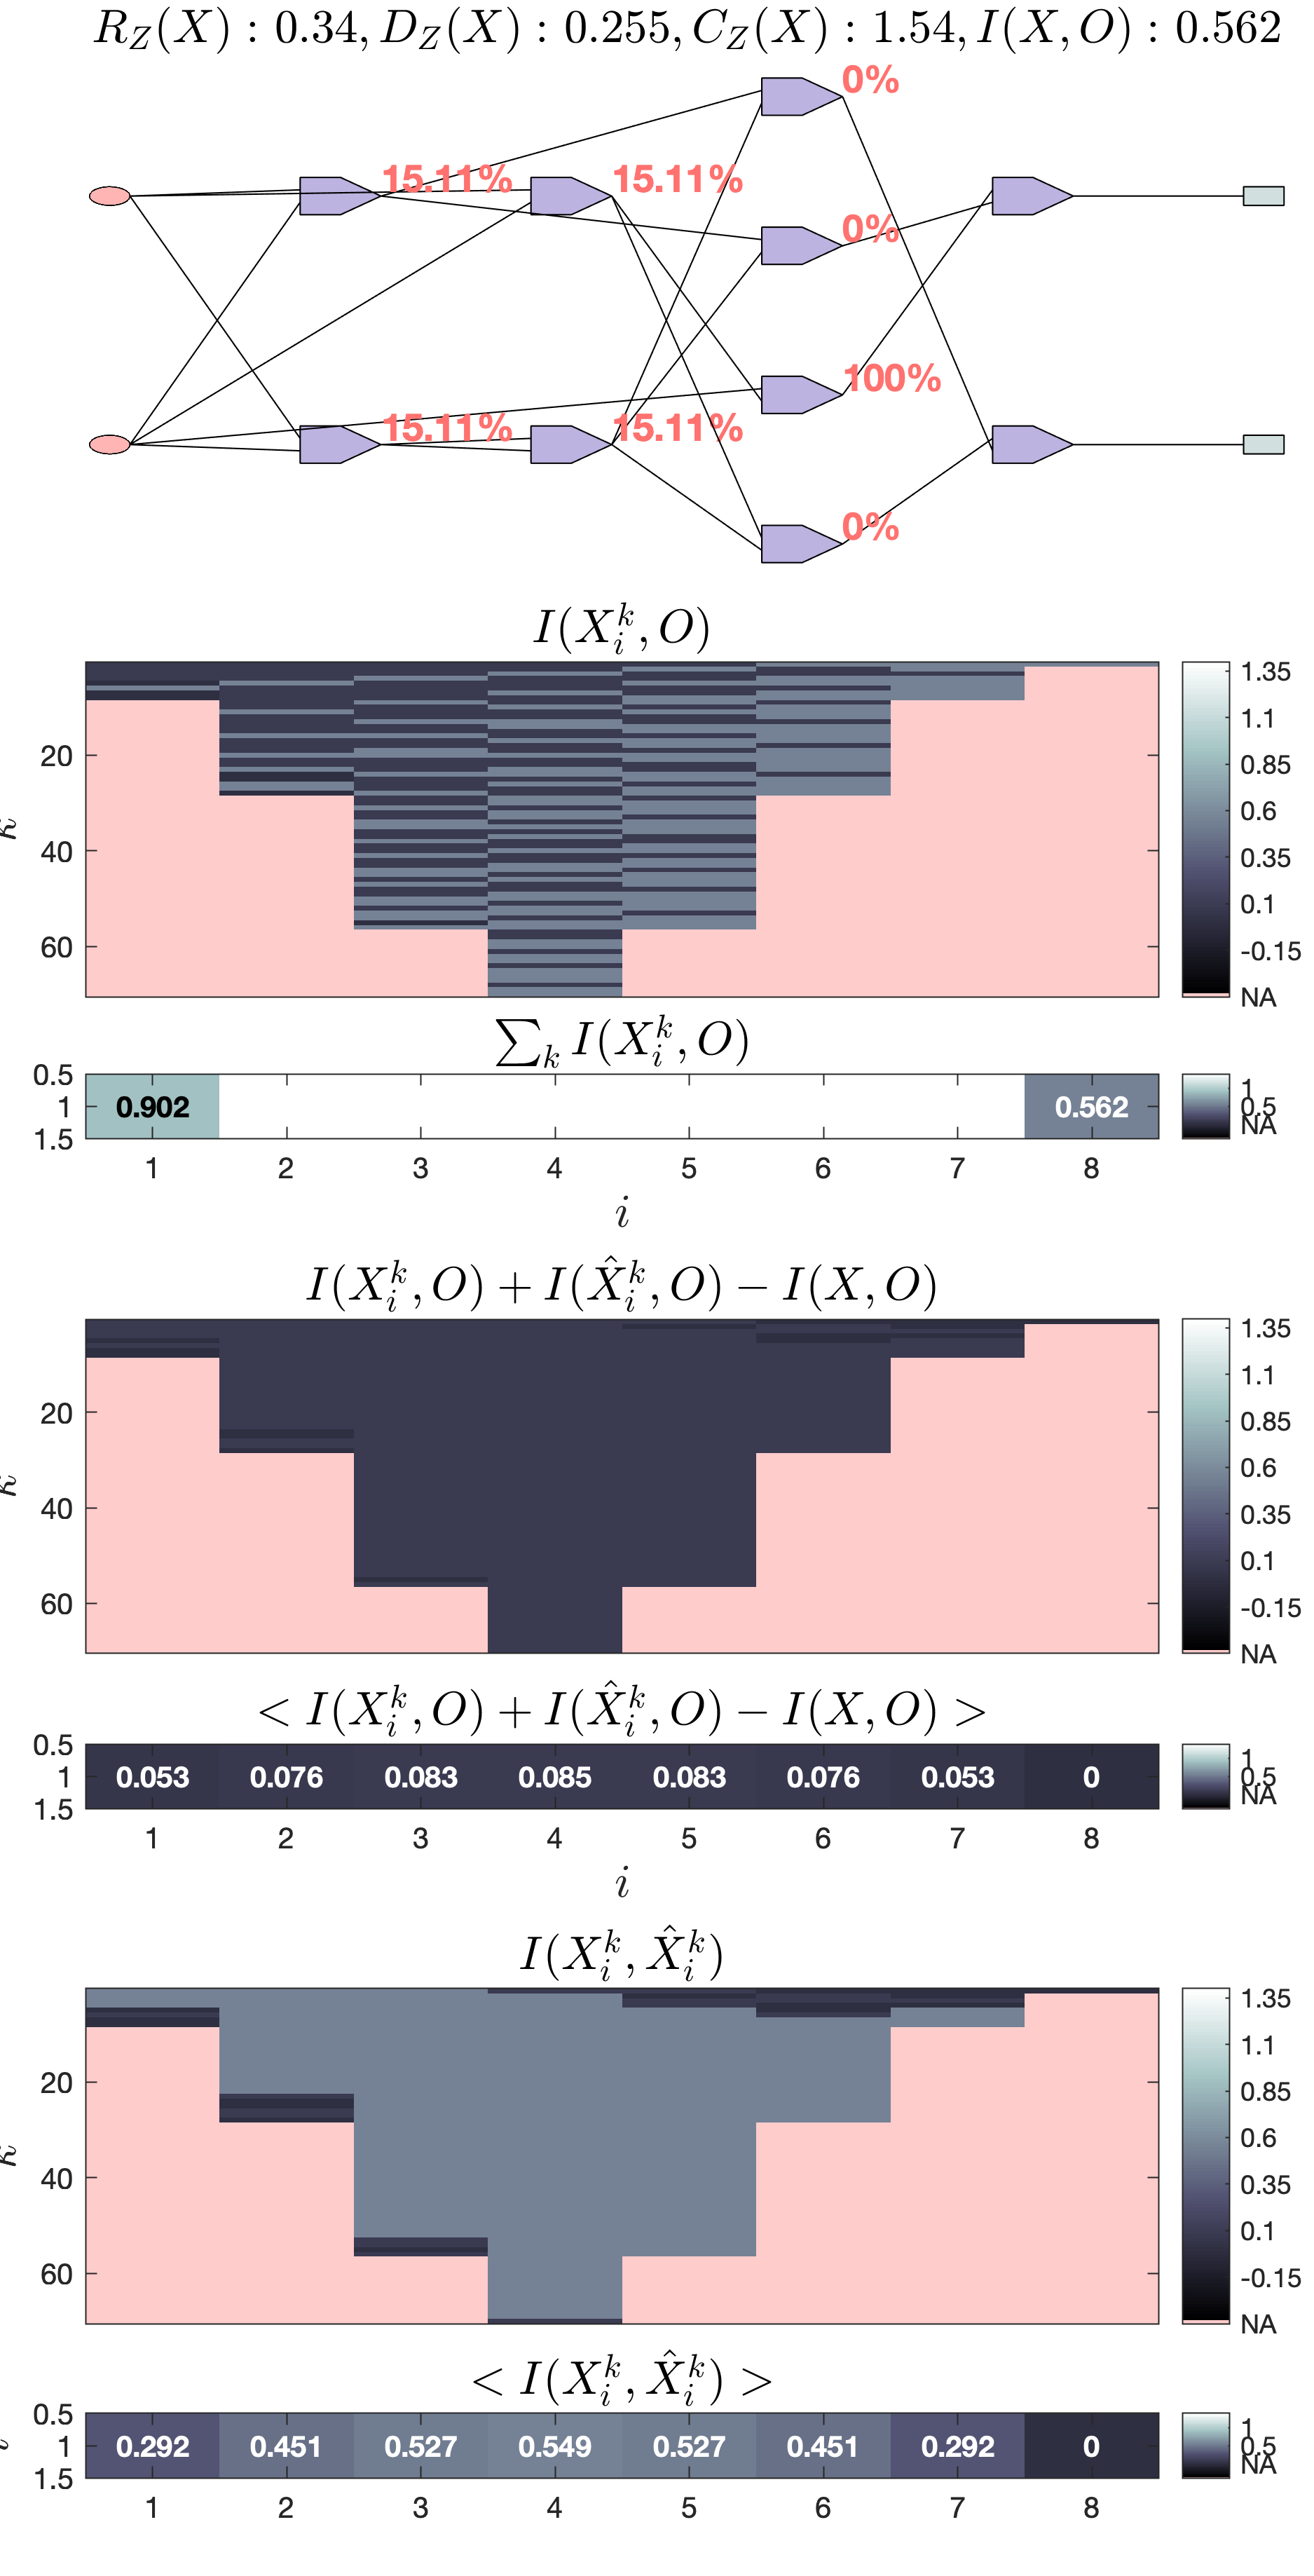 R_Z(X) : 0.34, D_Z(X) : 0.255, C_Z(X) : 1.54, I(X, O) : 0.562
0%
15.11% 15.11%
0%
100%
15.11% 15.11%
0%
I(X_i^k, O)
20
40
60
k
1.35
1.1
0.85
0.6
0.35
0.1
-0.15
NA
∑_k I(X_i^k, O)
0.5
1
1.5
0.902 0.562
1
0.5
NA
1 2 3 4 5 6 7 8
i
I(X_i^k, O) + I(X̂_i^k, O) − I(X, O)
20
40
60
k
1.35
1.1
0.85
0.6
0.35
0.1
-0.15
NA
< I(X_i^k, O) + I(X̂_i^k, O) − I(X, O) >
0.5
1
1.5
0.053 0.076 0.083 0.085 0.083 0.076 0.053 0
1
0.5
NA
1 2 3 4 5 6 7 8
i
I(X_i^k, X̂_i^k)
20
40
60
k
1.35
1.1
0.85
0.6
0.35
0.1
-0.15
NA
< I(X_i^k, X̂_i^k) >
0.5
1
1.5
0.292 0.451 0.527 0.549 0.527 0.451 0.292 0
1
0.5
NA
1 2 3 4 5 6 7 8